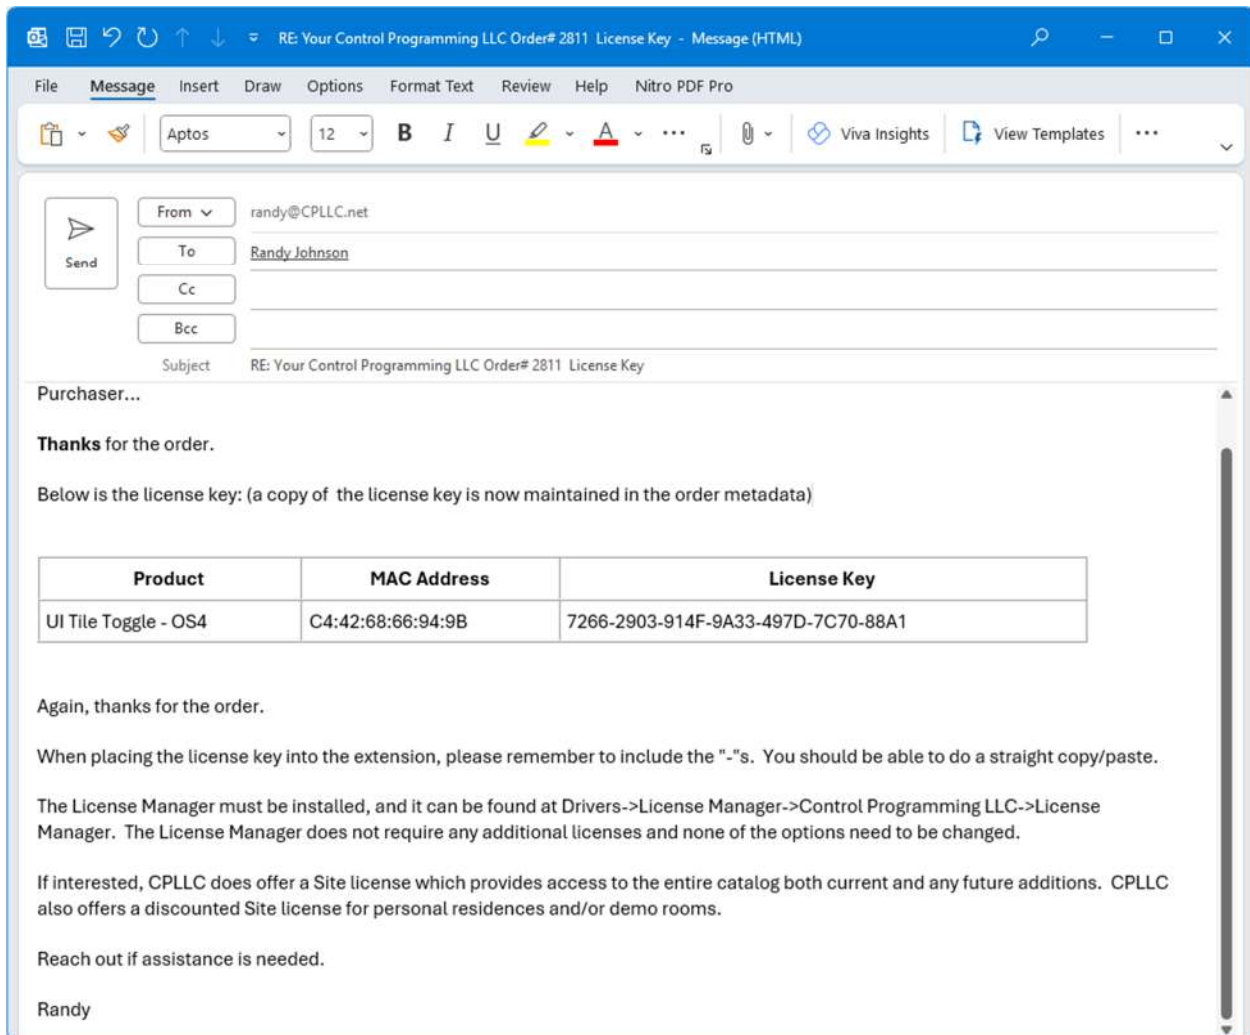 RE: Your Control Programming LLC Order# 2811  License Key  -  Message (HTML)
File Message Insert Draw Options Format Text Review Help Nitro PDF Pro
Aptos 12 B I U A Viva Insights View Templates
Send
From randy@CPLLC.net
To Randy Johnson
Cc
Bcc
Subject RE: Your Control Programming LLC Order# 2811  License Key
Purchaser...
Thanks for the order.
Below is the license key: (a copy of  the license key is now maintained in the order metadata)
Product MAC Address License Key
UI Tile Toggle - OS4 C4:42:68:66:94:9B 7266-2903-914F-9A33-497D-7C70-88A1
Again, thanks for the order.
When placing the license key into the extension, please remember to include the "-"s.  You should be able to do a straight copy/paste.
The License Manager must be installed, and it can be found at Drivers->License Manager->Control Programming LLC->License
Manager.  The License Manager does not require any additional licenses and none of the options need to be changed.
If interested, CPLLC does offer a Site license which provides access to the entire catalog both current and any future additions.  CPLLC
also offers a discounted Site license for personal residences and/or demo rooms.
Reach out if assistance is needed.
Randy